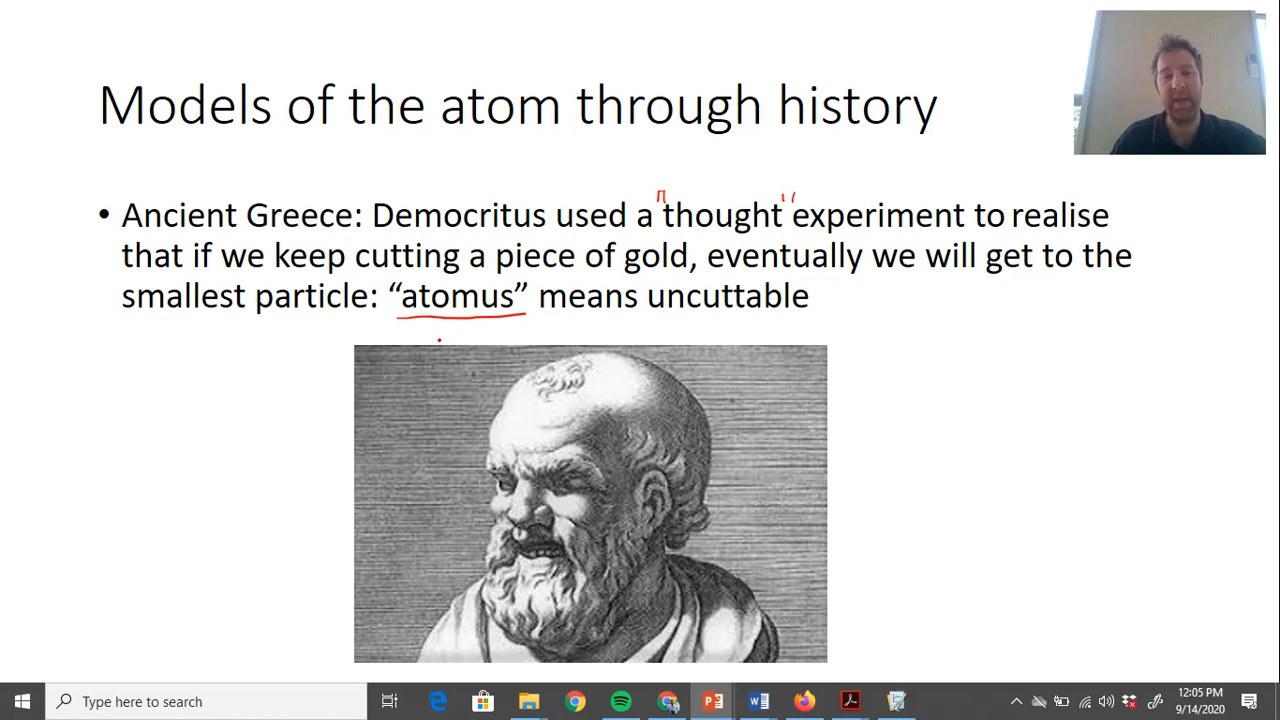 Models of the atom through history
• Ancient Greece: Democritus used a "thought" experiment to realise
that if we keep cutting a piece of gold, eventually we will get to the
smallest particle: “atomus” means uncuttable
Type here to search
12:05 PM
9/14/2020